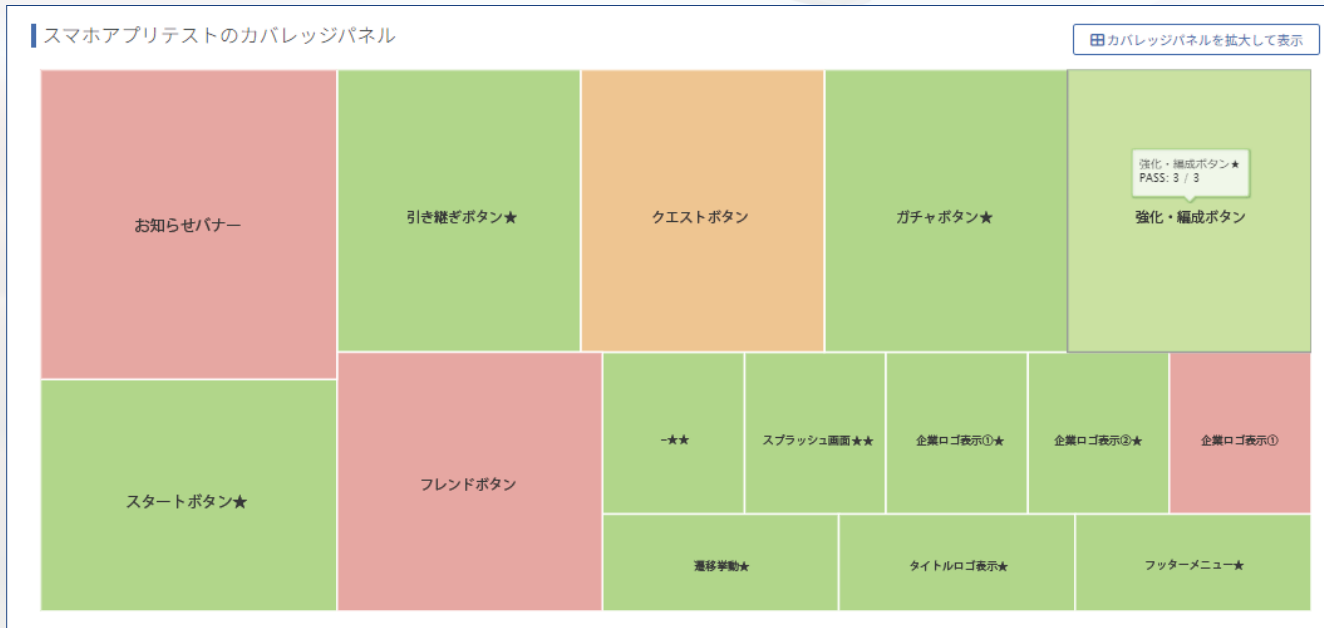 スマホアプリテストのカバレッジパネル
カバレッジパネルを拡大して表示
お知らせバナー
引き継ぎボタン★
クエストボタン
ガチャボタン★
強化・編成ボタン★
PASS: 3 / 3
強化・編成ボタン
スタートボタン★
フレンドボタン
-★★
スプラッシュ画面★★
企業ロゴ表示①★
企業ロゴ表示②★
企業ロゴ表示①
遷移挙動★
タイトルロゴ表示★
フッターメニュー★